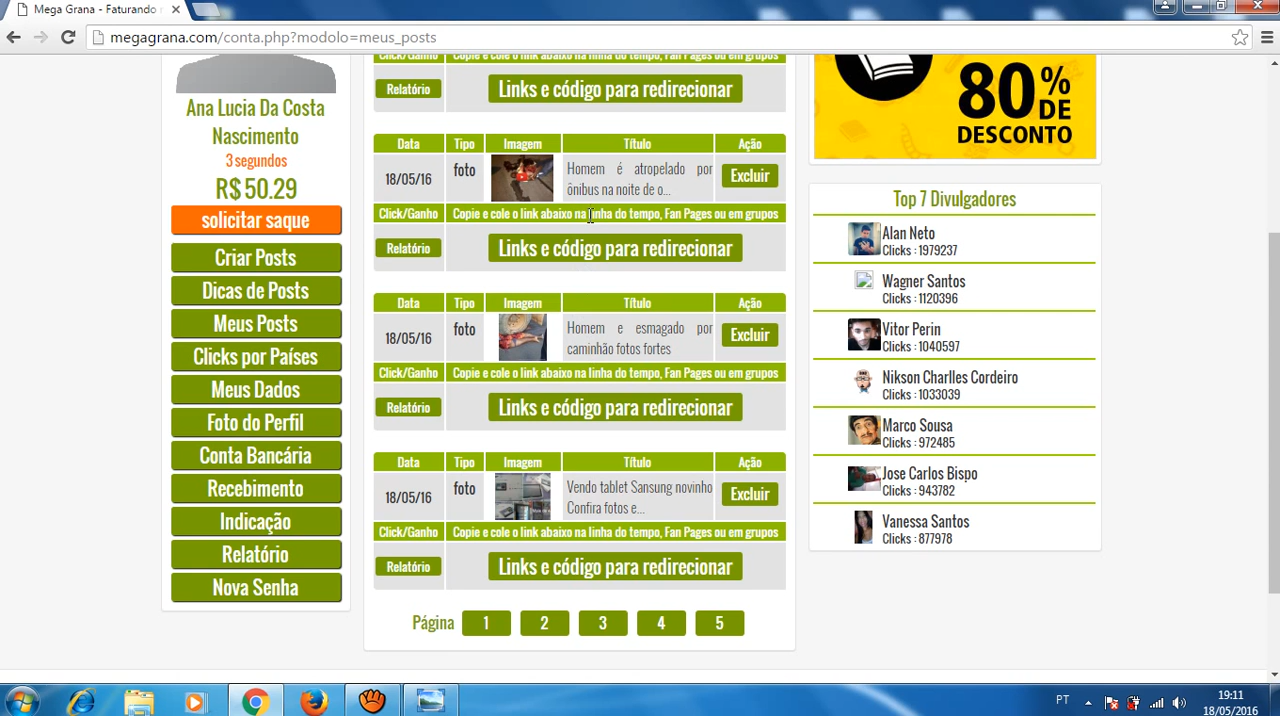 Mega Grana - Faturando r
megagrana.com/conta.php?modolo=meus_posts
Ana Lucia Da Costa
Nascimento
3 segundos
R$ 50.29
solicitar saque
Criar Posts
Dicas de Posts
Meus Posts
Clicks por Países
Meus Dados
Foto do Perfil
Conta Bancária
Recebimento
Indicação
Relatório
Nova Senha
Click/Ganho Copie e cole o link abaixo na linha do tempo, Fan Pages ou em grupos
Relatório Links e código para redirecionar
Data Tipo Imagem Título Ação
18/05/16 foto Homem é atropelado por Excluir
ônibus na noite de o...
Click/Ganho Copie e cole o link abaixo na linha do tempo, Fan Pages ou em grupos
Relatório Links e código para redirecionar
Data Tipo Imagem Título Ação
18/05/16 foto Homem e esmagado por Excluir
caminhão fotos fortes
Click/Ganho Copie e cole o link abaixo na linha do tempo, Fan Pages ou em grupos
Relatório Links e código para redirecionar
Data Tipo Imagem Título Ação
18/05/16 foto Vendo tablet Sansung novinho Excluir
Confira fotos e...
Click/Ganho Copie e cole o link abaixo na linha do tempo, Fan Pages ou em grupos
Relatório Links e código para redirecionar
Página 1 2 3 4 5
80%
DE
DESCONTO
Top 7 Divulgadores
Alan Neto
Clicks : 1979237
Wagner Santos
Clicks : 1120396
Vitor Perin
Clicks : 1040597
Nikson Charlles Cordeiro
Clicks : 1033039
Marco Sousa
Clicks : 972485
Jose Carlos Bispo
Clicks : 943782
Vanessa Santos
Clicks : 877978
PT
19:11
18/05/2016